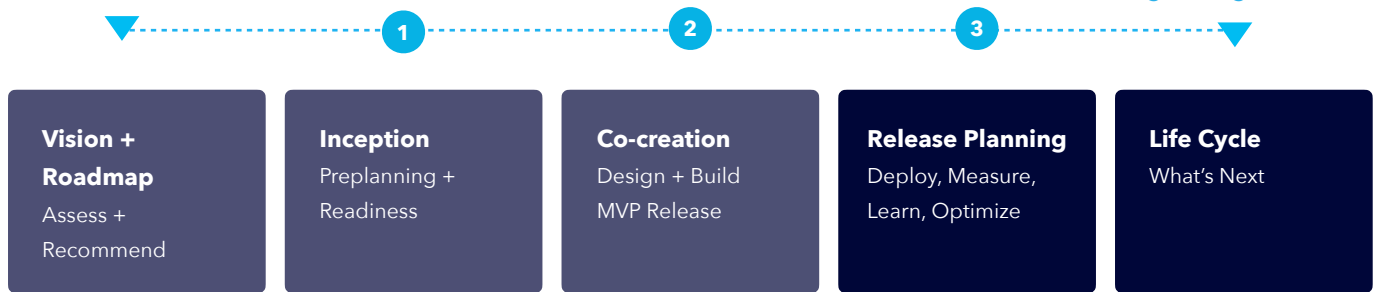 1
2
3
Vision +
Roadmap
Assess +
Recommend
Inception
Preplanning +
Readiness
Co-creation
Design + Build
MVP Release
Release Planning
Deploy, Measure,
Learn, Optimize
Life Cycle
What’s Next